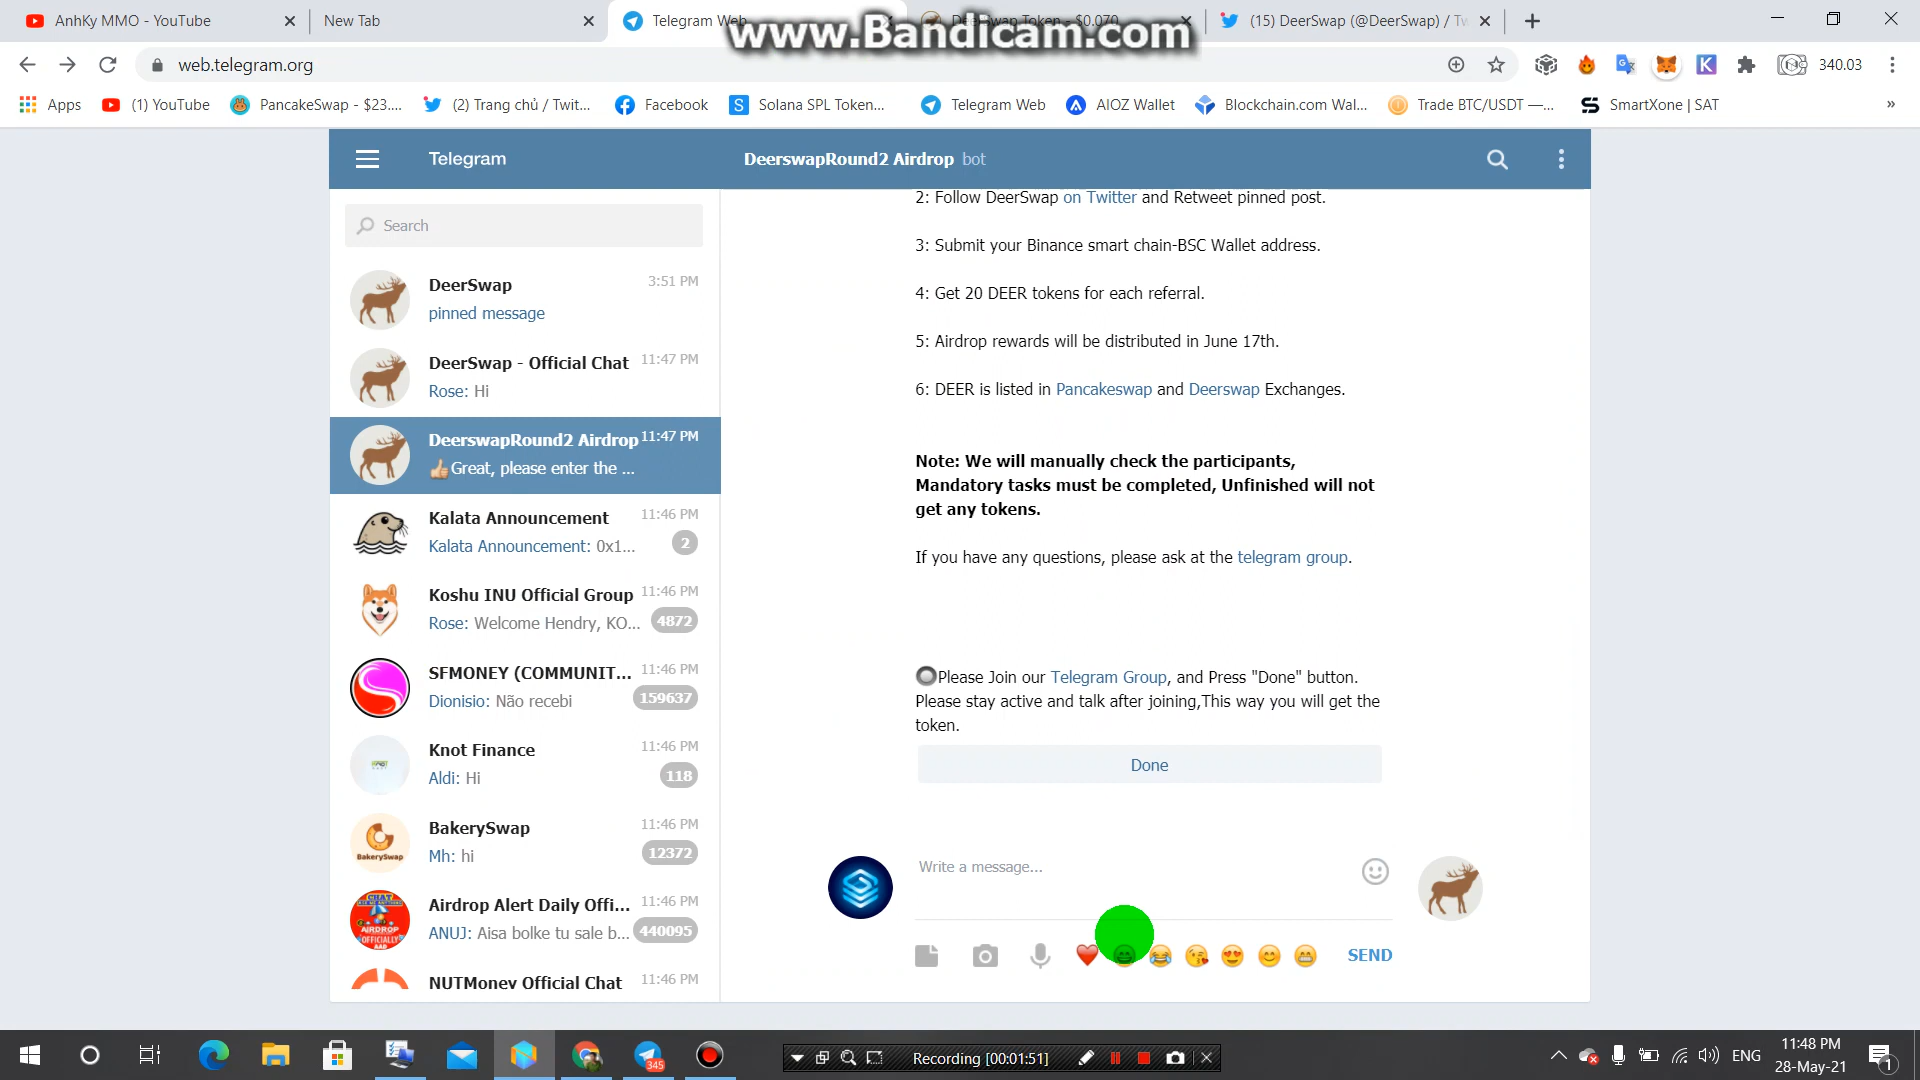 AnhKy MMO - YouTube
New Tab
Telegram Web
DeerSwap Token - $0.070
(15) DeerSwap (@DeerSwap) / Tw
www.Bandicam.com
web.telegram.org
340.03
Apps
(1) YouTube
PancakeSwap - $23....
(2) Trang chủ / Twit...
Facebook
Solana SPL Token...
Telegram Web
AIOZ Wallet
Blockchain.com Wal...
Trade BTC/USDT —...
SmartXone | SAT
»
Telegram
DeerswapRound2 Airdrop bot
Search
DeerSwap 3:51 PM
pinned message
DeerSwap - Official Chat 11:47 PM
Rose: Hi
DeerswapRound2 Airdrop 11:47 PM
👍Great, please enter the ...
Kalata Announcement 11:46 PM
Kalata Announcement: 0x1... 2
Koshu INU Official Group 11:46 PM
Rose: Welcome Hendry, KO... 4872
SFMONEY (COMMUNIT... 11:46 PM
Dionisio: Não recebi 159637
Knot Finance 11:46 PM
Aldi: Hi 118
BakerySwap 11:46 PM
Mh: hi 12372
BakerySwap
Airdrop Alert Daily Offi... 11:46 PM
ANUJ: Aisa bolke tu sale b... 440095
NUTMoney Official Chat 11:46 PM
2: Follow DeerSwap on Twitter and Retweet pinned post.
3: Submit your Binance smart chain-BSC Wallet address.
4: Get 20 DEER tokens for each referral.
5: Airdrop rewards will be distributed in June 17th.
6: DEER is listed in Pancakeswap and Deerswap Exchanges.
Note: We will manually check the participants,
Mandatory tasks must be completed, Unfinished will not
get any tokens.
If you have any questions, please ask at the telegram group.
Please Join our Telegram Group, and Press "Done" button.
Please stay active and talk after joining,This way you will get the
token.
Done
Write a message...
SEND
345
Recording [00:01:51]
ENG
11:48 PM
28-May-21
1